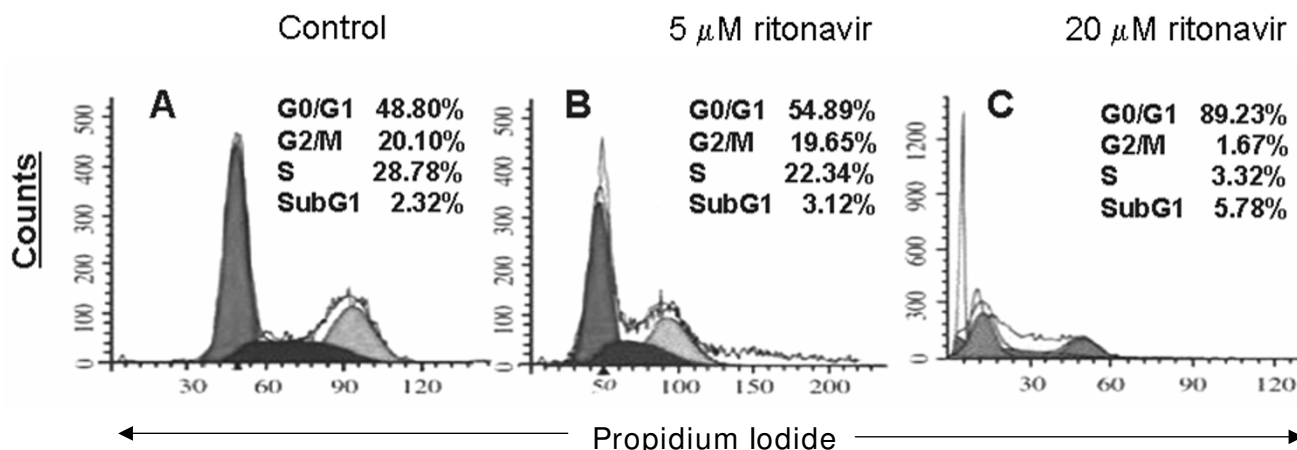 Control
5 μM ritonavir
20 μM ritonavir
A
G0/G1 48.80%
G2/M 20.10%
S 28.78%
SubG1 2.32%
B
G0/G1 54.89%
G2/M 19.65%
S 22.34%
SubG1 3.12%
C
G0/G1 89.23%
G2/M 1.67%
S 3.32%
SubG1 5.78%
Counts
500
400
300
200
100
0
30 60 90 120
500
400
300
200
100
0
50 100 150 200
1200
900
600
300
0
30 60 90 120
Propidium Iodide